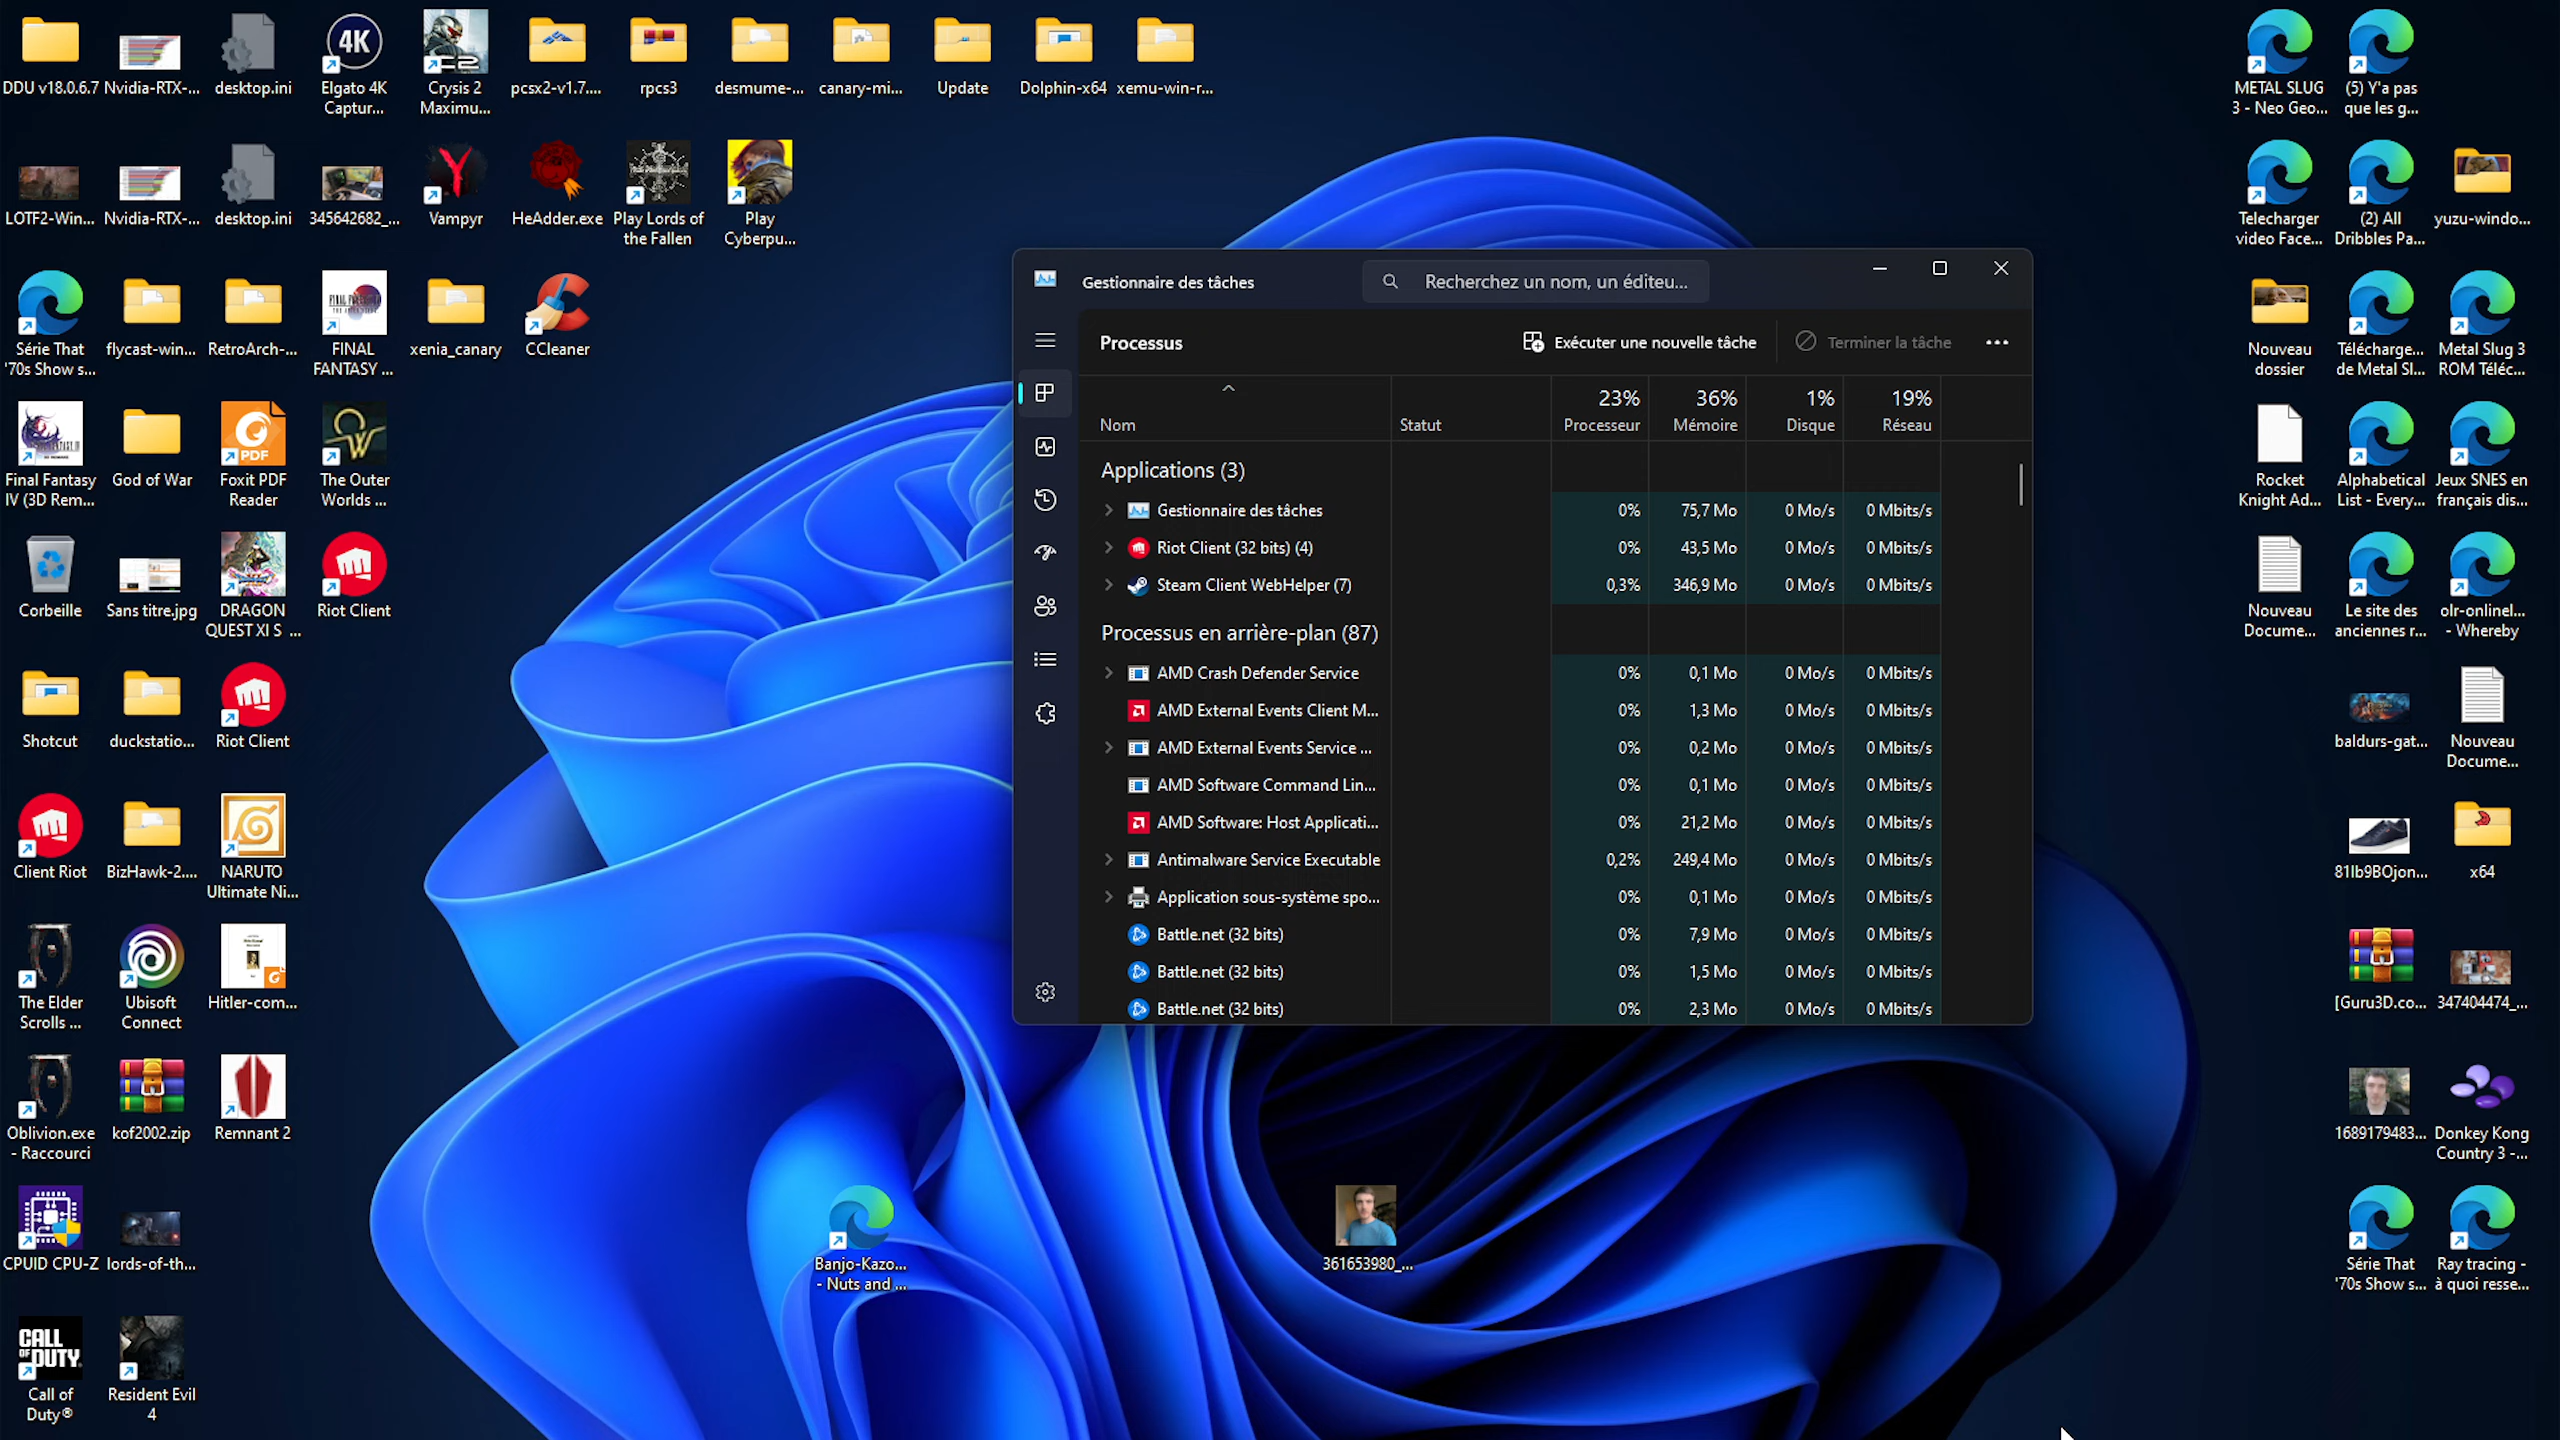 DDU v18.0.6.7
Nvidia-RTX-...
desktop.ini
Elgato 4K
Captur...
Crysis 2
Maximu...
pcsx2-v1.7....
rpcs3
desmume-...
canary-mi...
Update
Dolphin-x64
xemu-win-r...
METAL SLUG
3 - Neo Geo...
(5) Y'a pas
que les g...
LOTF2-Win...
Nvidia-RTX-...
desktop.ini
345642682_...
Vampyr
HeAdder.exe
Play Lords of
the Fallen
Play
Cyberpu...
Telecharger
video Face...
(2) All
Dribbles Pa...
yuzu-windo...
Série That
'70s Show s...
flycast-win...
RetroArch-...
FINAL
FANTASY ...
xenia_canary
CCleaner
Nouveau
dossier
Télécharge...
de Metal Sl...
Metal Slug 3
ROM Téléc...
Final Fantasy
IV (3D Rem...
God of War
PDF
Foxit PDF
Reader
The Outer
Worlds ...
Rocket
Knight Ad...
Alphabetical
List - Every...
Jeux SNES en
français dis...
Corbeille
Sans titre.jpg
DRAGON
QUEST XI S ...
Riot Client
Nouveau
Docume...
Le site des
anciennes r...
olr-onlinel...
- Whereby
Shotcut
duckstatio...
Riot Client
baldurs-gat...
Nouveau
Docume...
Client Riot
BizHawk-2....
NARUTO
Ultimate Ni...
81lb9BOjon...
x64
The Elder
Scrolls ...
Ubisoft
Connect
Hitler-com...
[Guru3D.co...
347404474_...
Oblivion.exe
- Raccourci
kof2002.zip
Remnant 2
1689179483...
Donkey Kong
Country 3 -...
CPUID CPU-Z
lords-of-th...
Banjo-Kazo...
- Nuts and ...
361653980_...
Série That
'70s Show s...
Ray tracing -
à quoi resse...
CALL OF DUTY
Call of
Duty®
Resident Evil
4
Gestionnaire des tâches
Recherchez un nom, un éditeu...
Processus
Exécuter une nouvelle tâche
Terminer la tâche
23% 36% 1% 19%
Nom Statut Processeur Mémoire Disque Réseau
Applications (3)
Gestionnaire des tâches 0% 75,7 Mo 0 Mo/s 0 Mbits/s
Riot Client (32 bits) (4) 0% 43,5 Mo 0 Mo/s 0 Mbits/s
Steam Client WebHelper (7) 0,3% 346,9 Mo 0 Mo/s 0 Mbits/s
Processus en arrière-plan (87)
AMD Crash Defender Service 0% 0,1 Mo 0 Mo/s 0 Mbits/s
AMD External Events Client M... 0% 1,3 Mo 0 Mo/s 0 Mbits/s
AMD External Events Service ... 0% 0,2 Mo 0 Mo/s 0 Mbits/s
AMD Software Command Lin... 0% 0,1 Mo 0 Mo/s 0 Mbits/s
AMD Software: Host Applicati... 0% 21,2 Mo 0 Mo/s 0 Mbits/s
Antimalware Service Executable 0,2% 249,4 Mo 0 Mo/s 0 Mbits/s
Application sous-système spo... 0% 0,1 Mo 0 Mo/s 0 Mbits/s
Battle.net (32 bits) 0% 7,9 Mo 0 Mo/s 0 Mbits/s
Battle.net (32 bits) 0% 1,5 Mo 0 Mo/s 0 Mbits/s
Battle.net (32 bits) 0% 2,3 Mo 0 Mo/s 0 Mbits/s